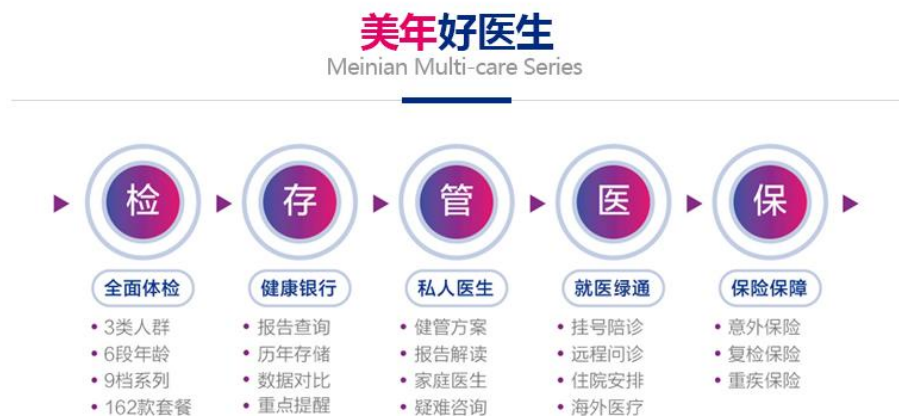 美年好医生
Meinian Multi-care Series
检 存 管 医 保
全面体检 健康银行 私人医生 就医绿通 保险保障
• 3类人群 • 报告查询 • 健管方案 • 挂号陪诊 • 意外保险
• 6段年龄 • 历年存储 • 报告解读 • 远程问诊 • 复检保险
• 9档系列 • 数据对比 • 家庭医生 • 住院安排 • 重疾保险
• 162款套餐 • 重点提醒 • 疑难咨询 • 海外医疗